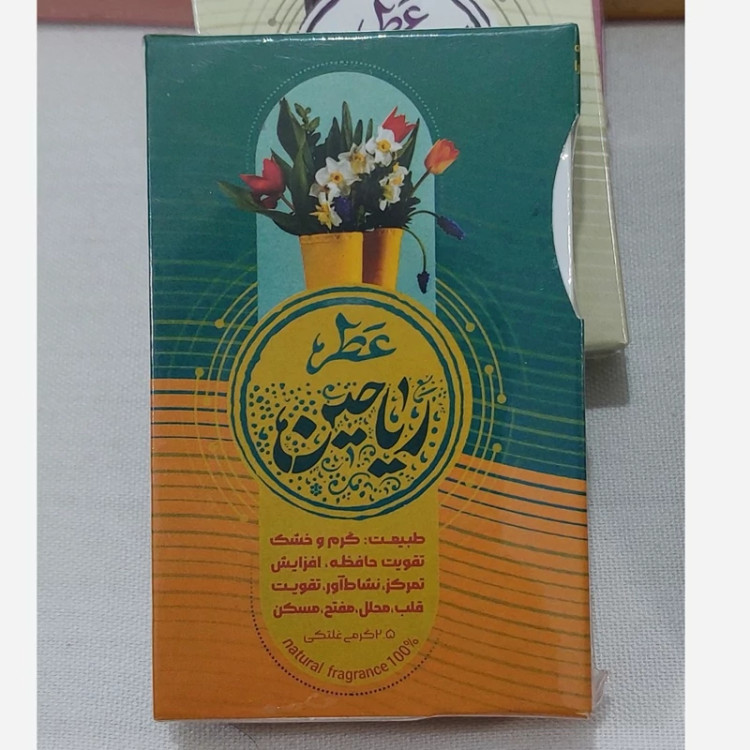 عطر
عطر
ریاحین
طبیعت: گرم و خشک
تقویت حافظه، افزایش
تمرکز، نشاط‌آور، تقویت
قلب، محلل، مفتح، مسکن
۲.۵ گرمی غلتکی
natural fragrance 100%